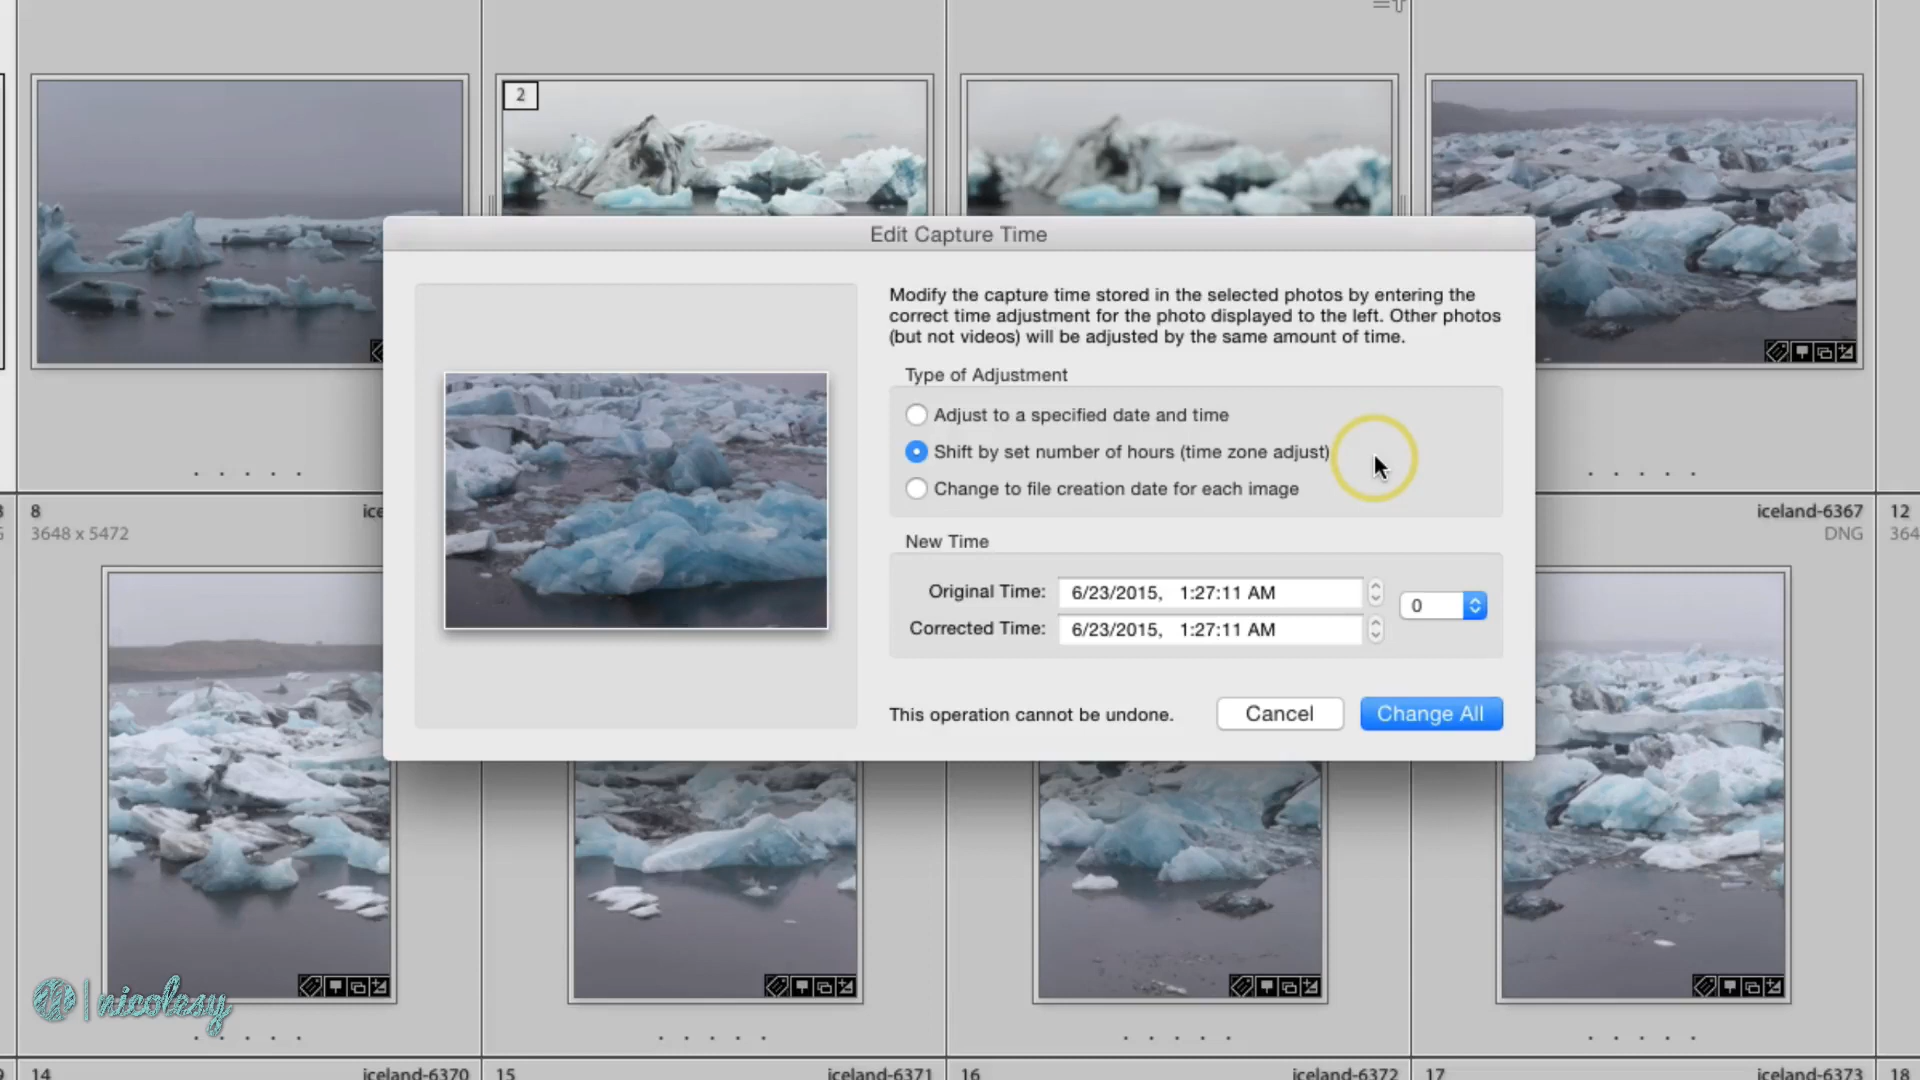 2
Edit Capture Time
Modify the capture time stored in the selected photos by entering the
correct time adjustment for the photo displayed to the left. Other photos
(but not videos) will be adjusted by the same amount of time.
Type of Adjustment
Adjust to a specified date and time
Shift by set number of hours (time zone adjust)
Change to file creation date for each image
8
3648 x 5472
ice
iceland-6367
DNG
12
364
New Time
Original Time: 6/23/2015, 1:27:11 AM
0
Corrected Time: 6/23/2015, 1:27:11 AM
This operation cannot be undone.
Cancel
Change All
nicolesy
14
iceland-6370
15
iceland-6371
16
iceland-6372
17
iceland-6373
18